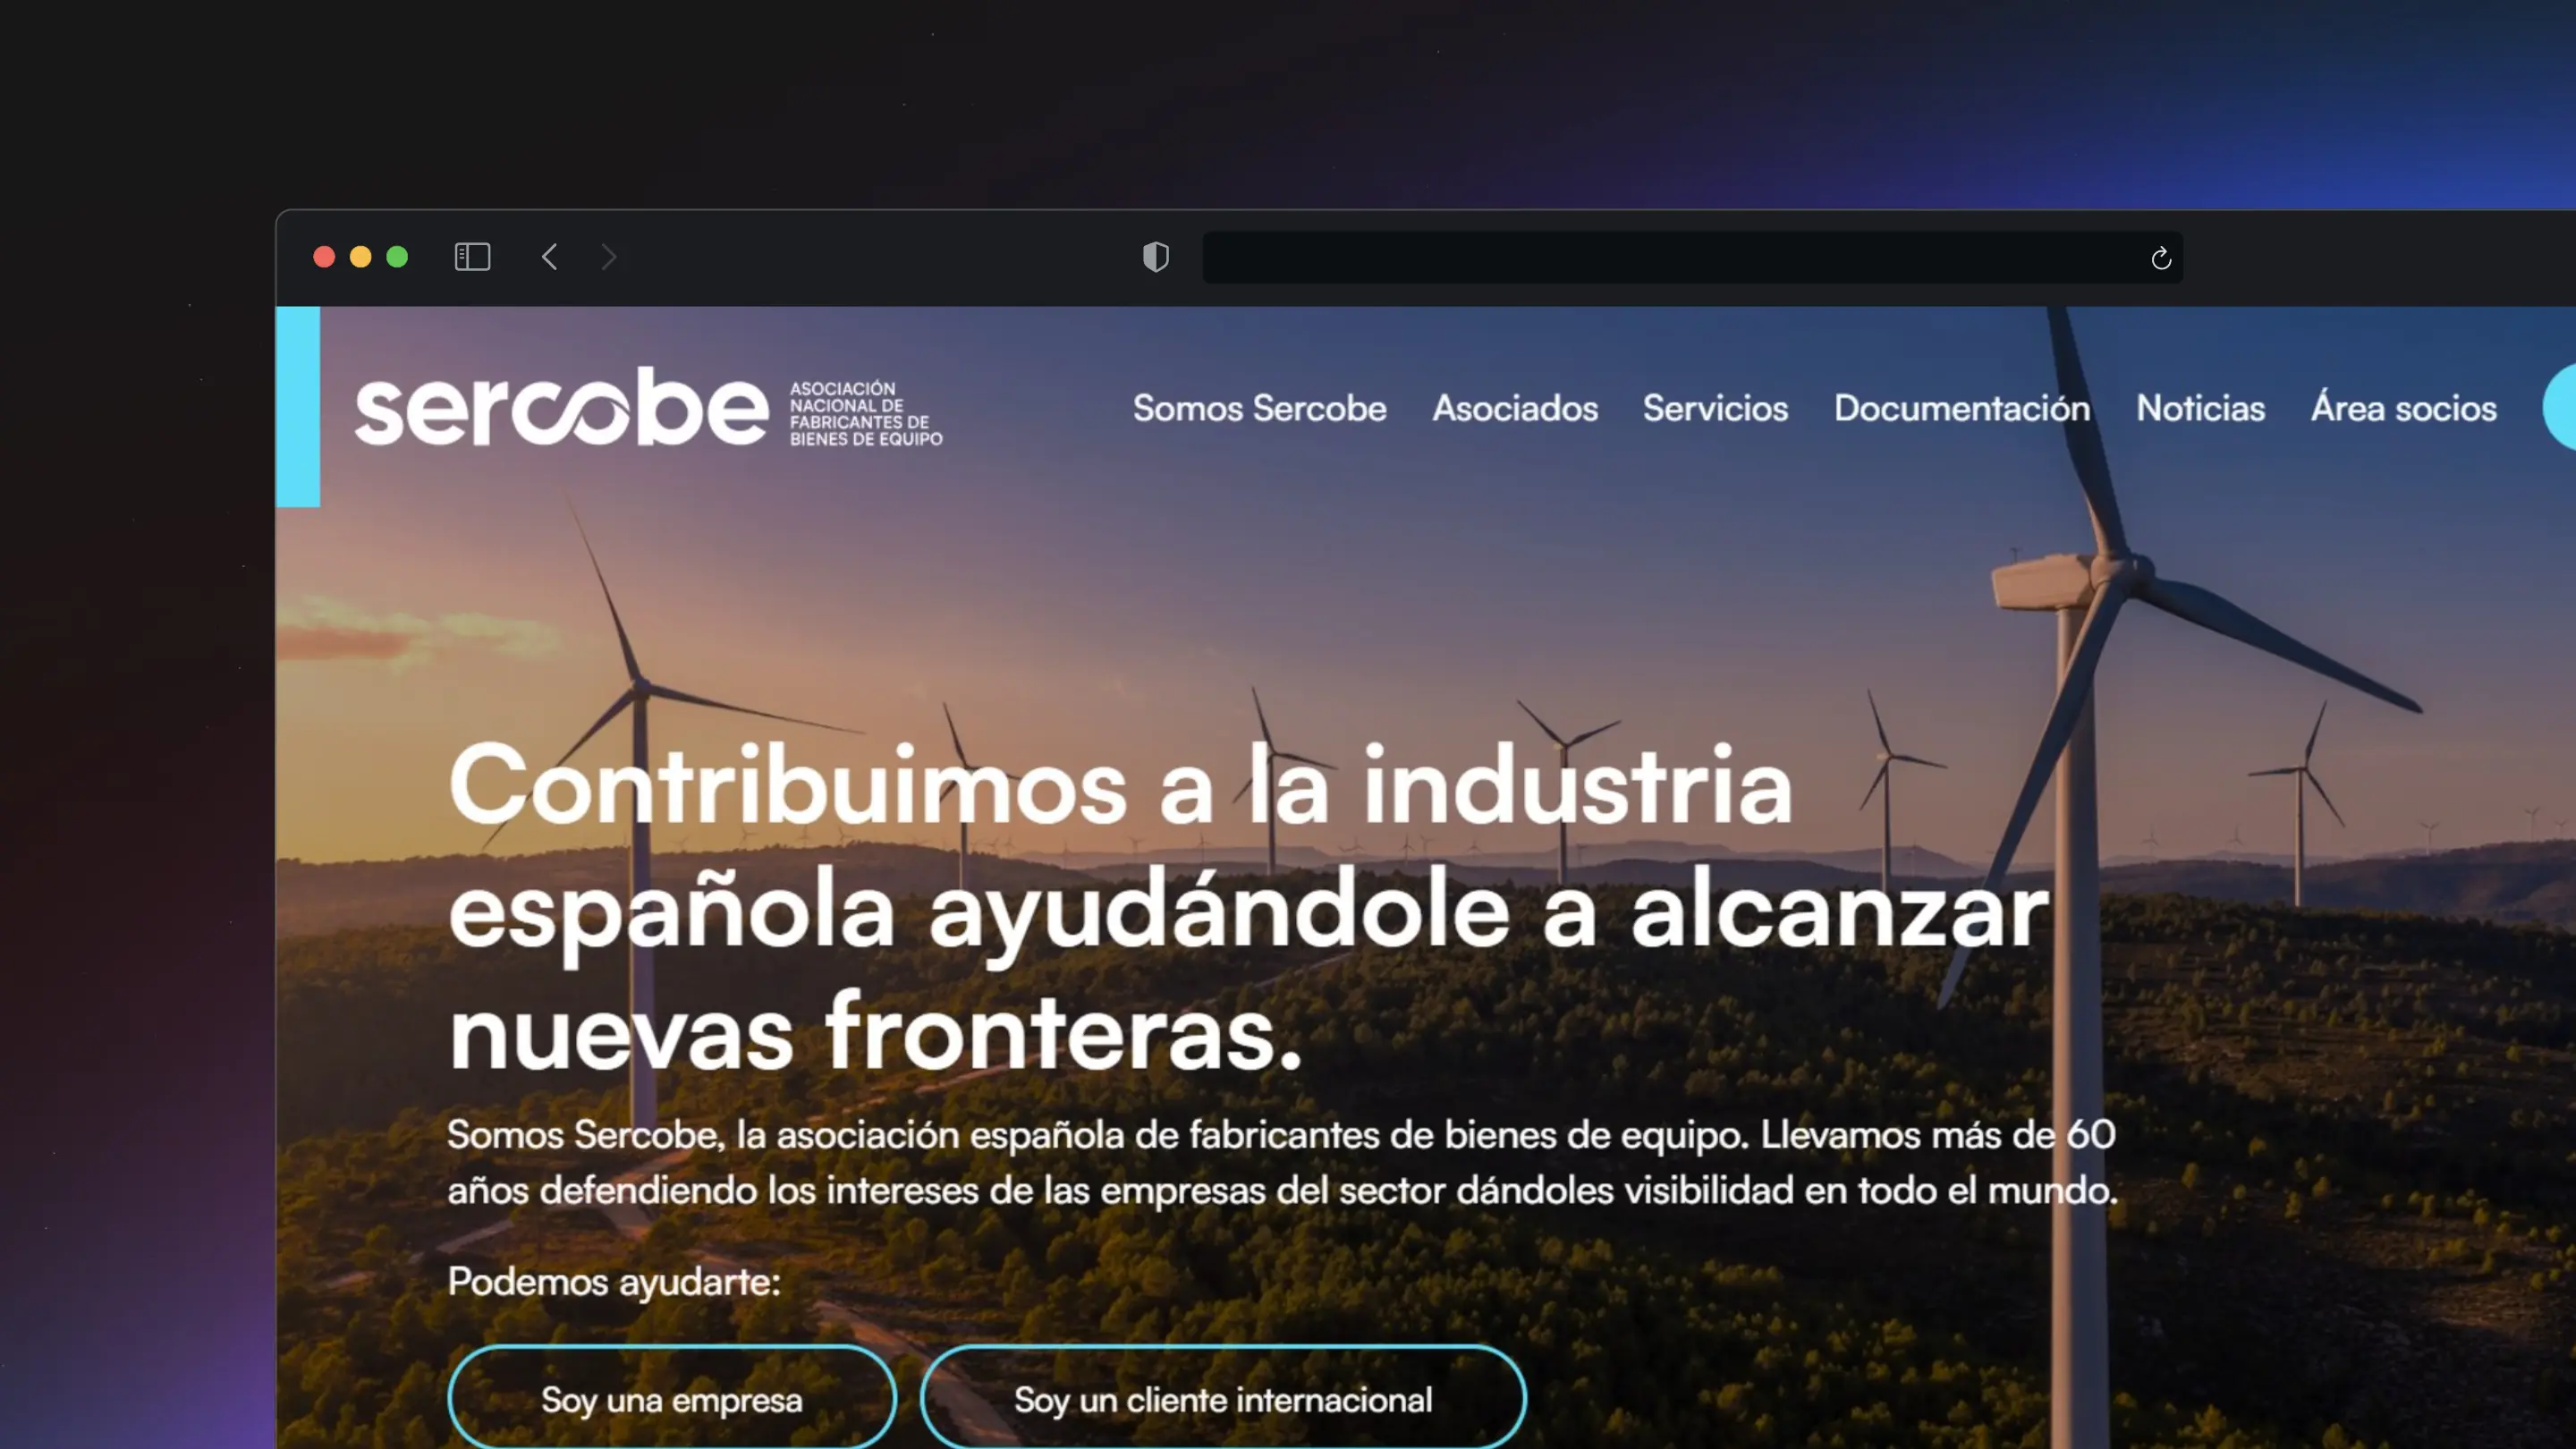 sercobe
ASOCIACIÓN
NACIONAL DE
FABRICANTES DE
BIENES DE EQUIPO
Somos Sercobe Asociados Servicios Documentación Noticias Área socios
Contribuimos a la industria
española ayudándole a alcanzar
nuevas fronteras.
Somos Sercobe, la asociación española de fabricantes de bienes de equipo. Llevamos más de 60
años defendiendo los intereses de las empresas del sector dándoles visibilidad en todo el mundo.
Podemos ayudarte:
Soy una empresa Soy un cliente internacional